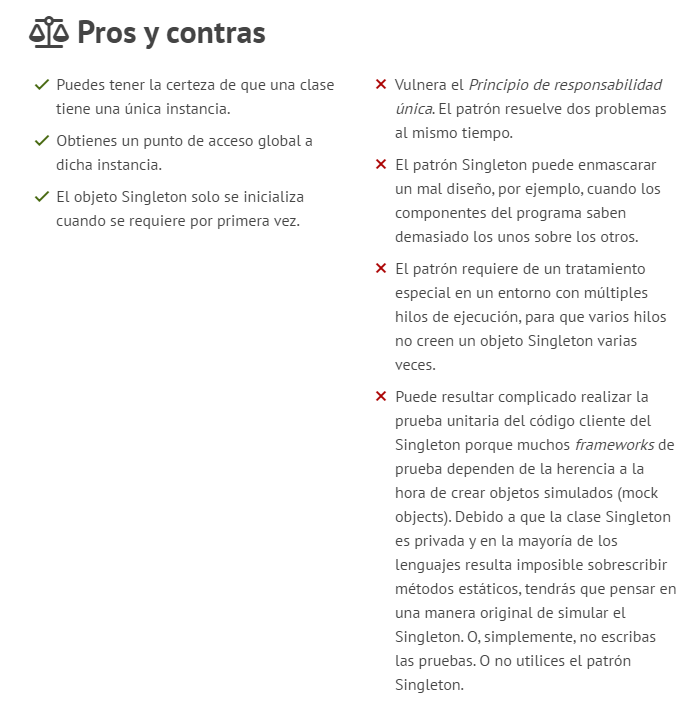 Pros y contras
Puedes tener la certeza de que una clase
tiene una única instancia.
Obtienes un punto de acceso global a
dicha instancia.
El objeto Singleton solo se inicializa
cuando se requiere por primera vez.
Vulnera el Principio de responsabilidad
única. El patrón resuelve dos problemas
al mismo tiempo.
El patrón Singleton puede enmascarar
un mal diseño, por ejemplo, cuando los
componentes del programa saben
demasiado los unos sobre los otros.
El patrón requiere de un tratamiento
especial en un entorno con múltiples
hilos de ejecución, para que varios hilos
no creen un objeto Singleton varias
veces.
Puede resultar complicado realizar la
prueba unitaria del código cliente del
Singleton porque muchos frameworks de
prueba dependen de la herencia a la
hora de crear objetos simulados (mock
objects). Debido a que la clase Singleton
es privada y en la mayoría de los
lenguajes resulta imposible sobrescribir
métodos estáticos, tendrás que pensar en
una manera original de simular el
Singleton. O, simplemente, no escribas
las pruebas. O no utilices el patrón
Singleton.